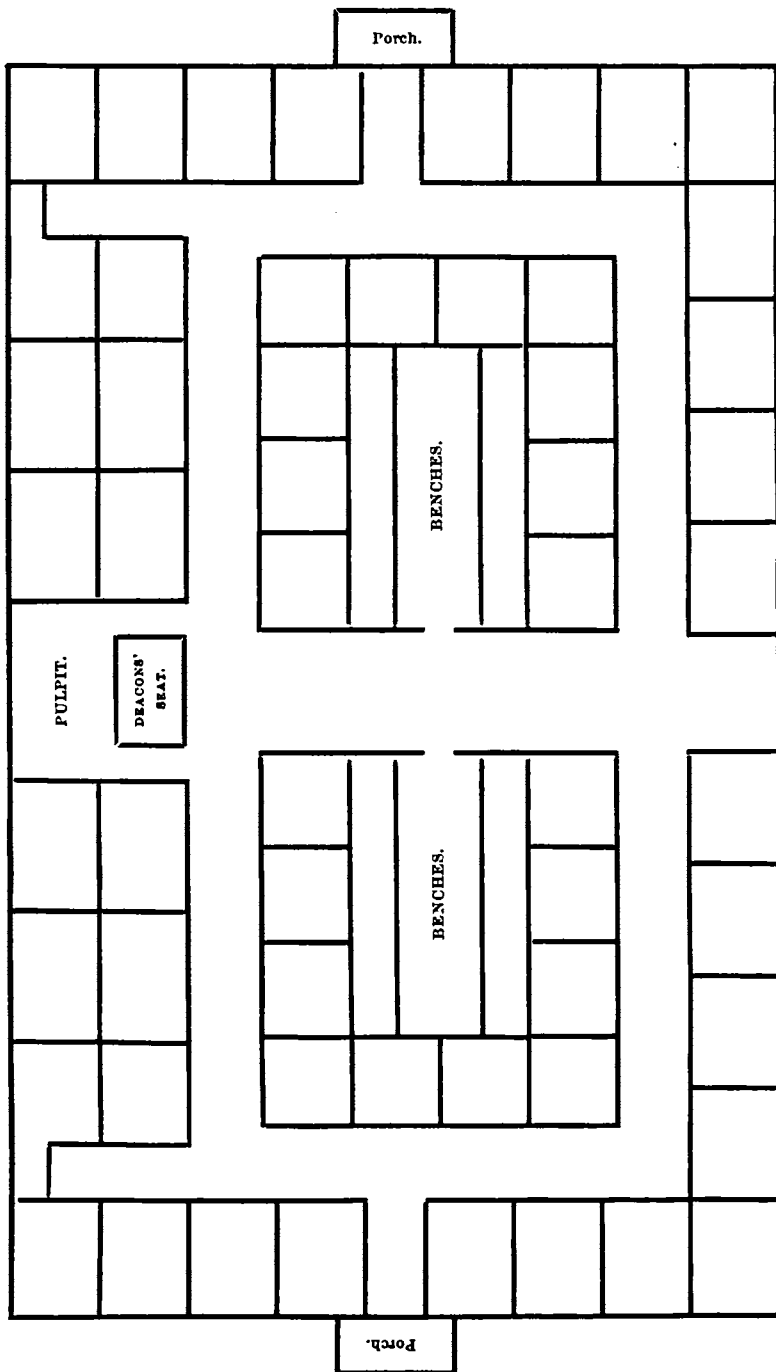 Porch.
BENCHES.
PULPIT.
DEACONS'
SEAT.
BENCHES.
Porch.